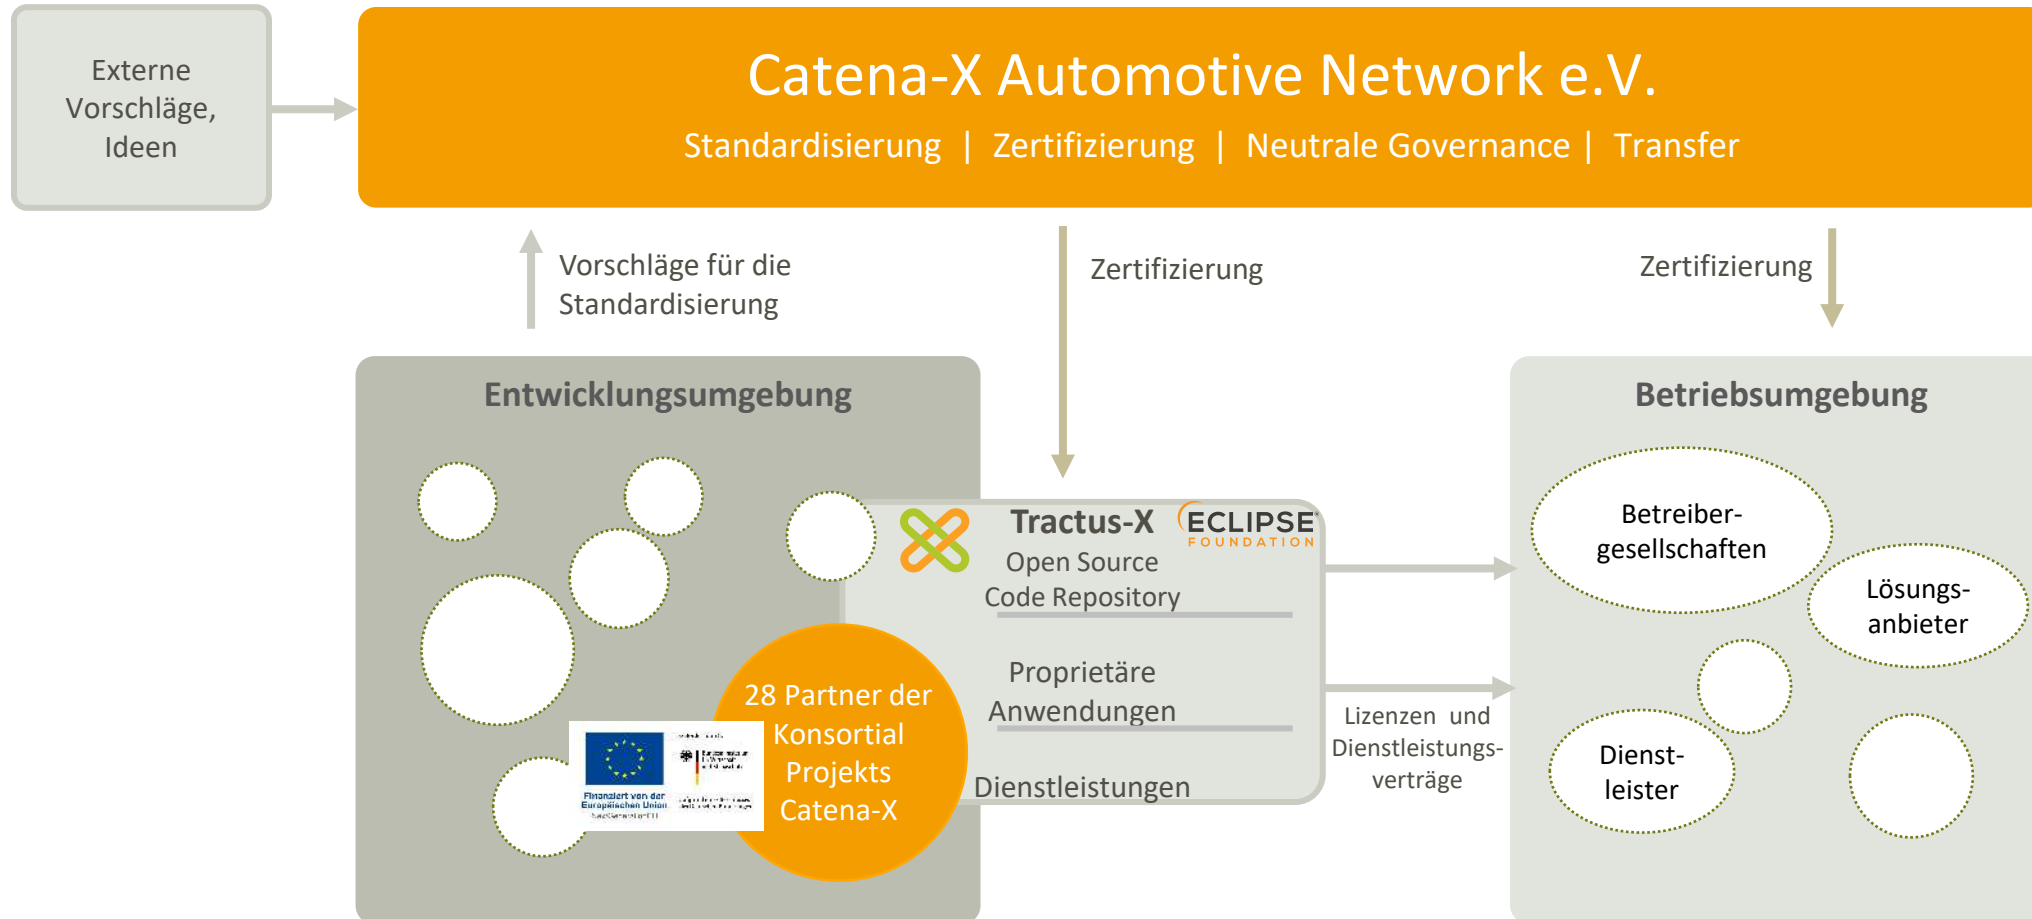 Externe
Vorschläge,
Ideen
Catena-X Automotive Network e.V.
Standardisierung | Zertifizierung | Neutrale Governance | Transfer
Vorschläge für die
Standardisierung
Zertifizierung
Zertifizierung
Entwicklungsumgebung
Betriebsumgebung
Tractus-X
ECLIPSE
FOUNDATION
Open Source
Code Repository
Proprietäre
Anwendungen
Dienstleistungen
28 Partner der
Konsortial
Projekts
Catena-X
Finanziert von der
Europäischen Union
NextGenerationEU
Lizenzen und
Dienstleistungs-
verträge
Betreiber-
gesellschaften
Lösungs-
anbieter
Dienst-
leister